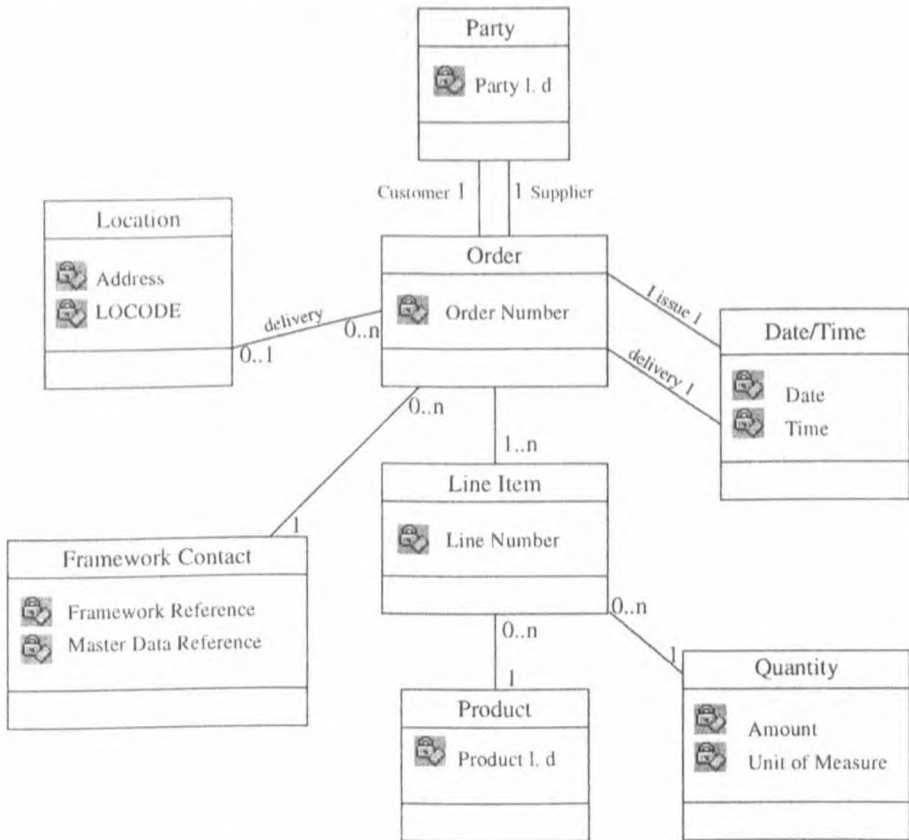 Party
Party l. d
Customer 1
1 Supplier
Location
Address
LOCODE
delivery
0..1
0..n
Order
Order Number
1 issue 1
delivery 1
Date/Time
Date
Time
0..n
1..n
1
Line Item
Line Number
Framework Contact
Framework Reference
Master Data Reference
0..n
0..n
1
1
Product
Product l. d
Quantity
Amount
Unit of Measure